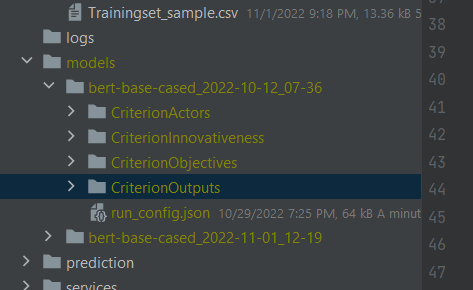 Trainingset_sample.csv 11/1/2022 9:18 PM, 13.36 kB 5
logs
models
bert-base-cased_2022-10-12_07-36
CriterionActors
CriterionInnovativeness
CriterionObjectives
CriterionOutputs
run_config.json 10/29/2022 7:25 PM, 64 kB A minut
bert-base-cased_2022-11-01_12-19
prediction
services
38
39
40
41
42
43
44
45
46
47